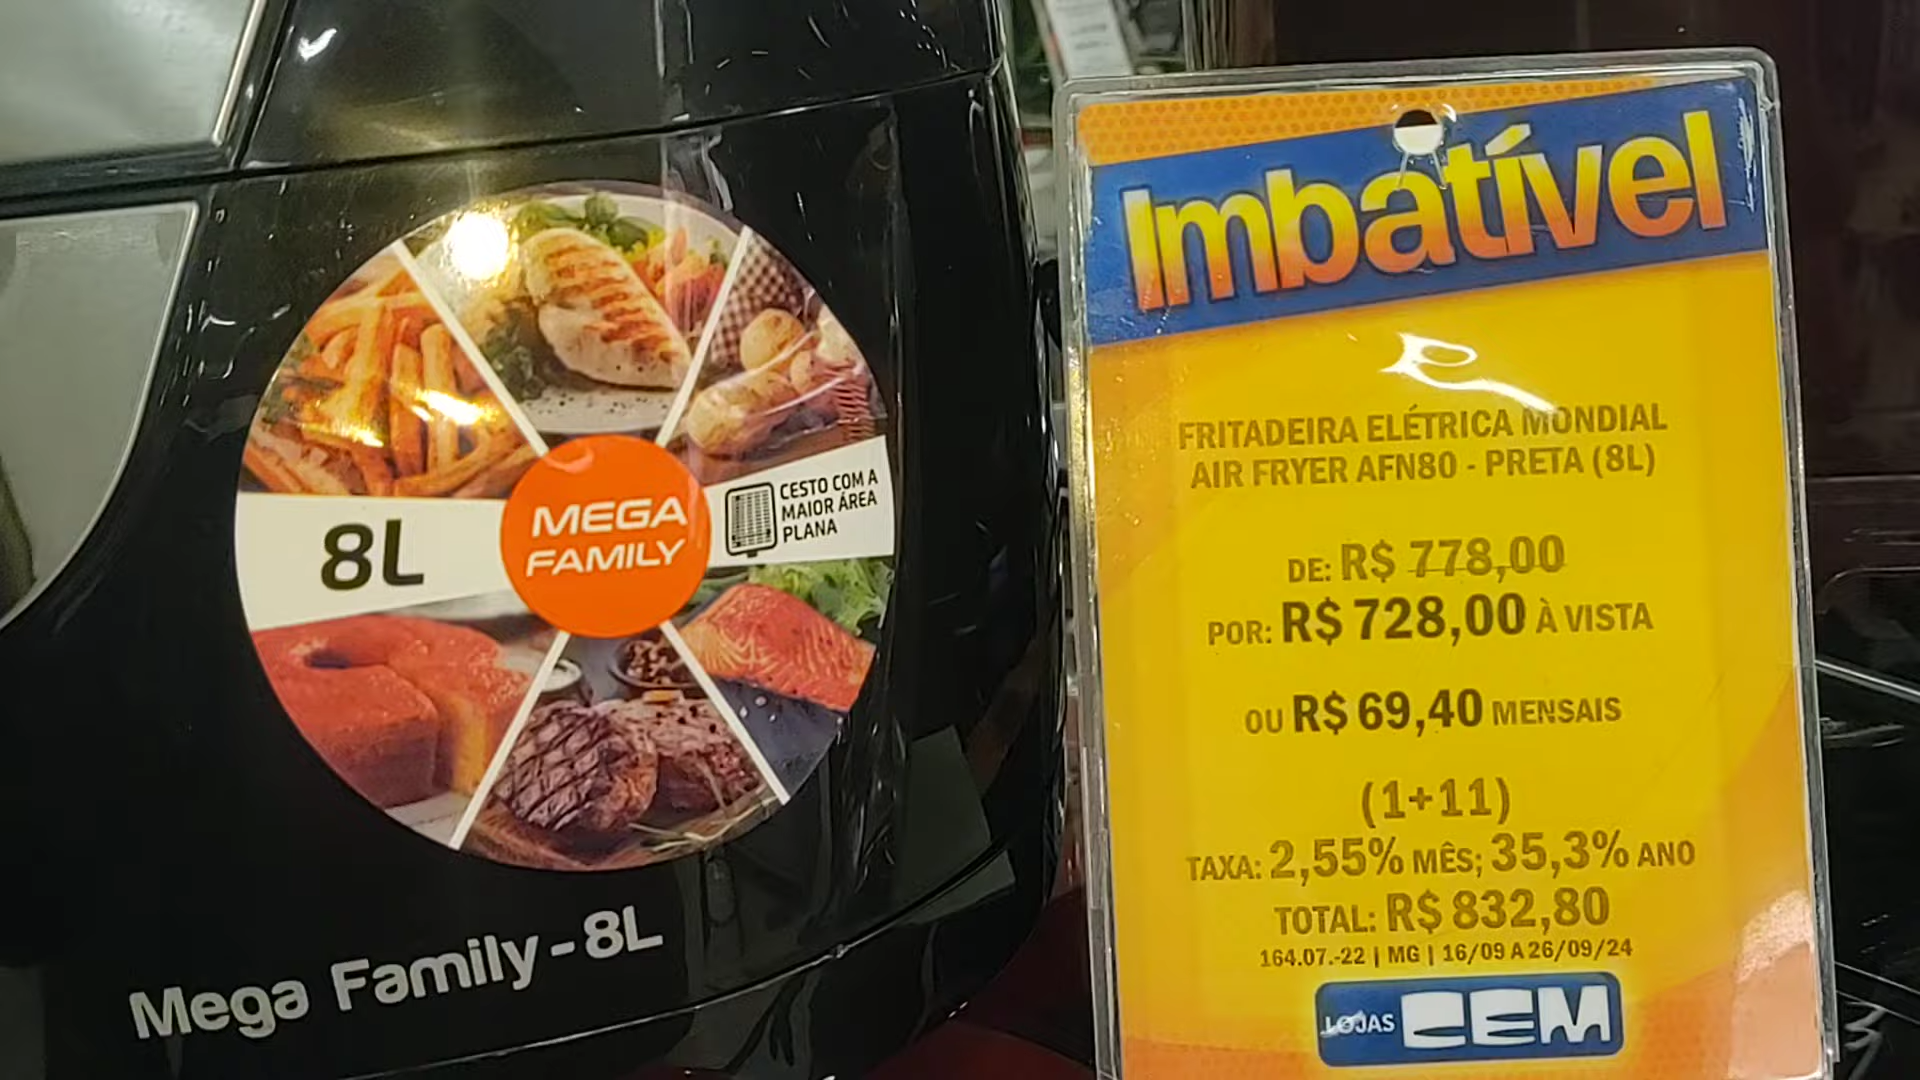 8L
MEGA
FAMILY
CESTO COM A
MAIOR ÁREA
PLANA
Mega Family - 8L
Imbatível
FRITADEIRA ELÉTRICA MONDIAL
AIR FRYER AFN80 - PRETA (8L)
DE: R$ 778,00
POR: R$ 728,00 À VISTA
OU R$ 69,40 MENSAIS
(1+11)
TAXA: 2,55% MÊS; 35,3% ANO
TOTAL: R$ 832,80
164.07.-22 | MG | 16/09 A 26/09/24
LOJAS CEM